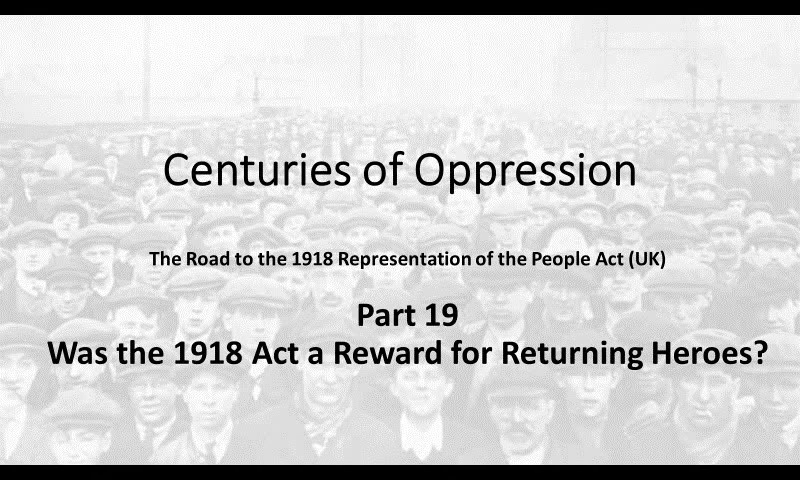 Centuries of Oppression
The Road to the 1918 Representation of the People Act (UK)
Part 19
Was the 1918 Act a Reward for Returning Heroes?